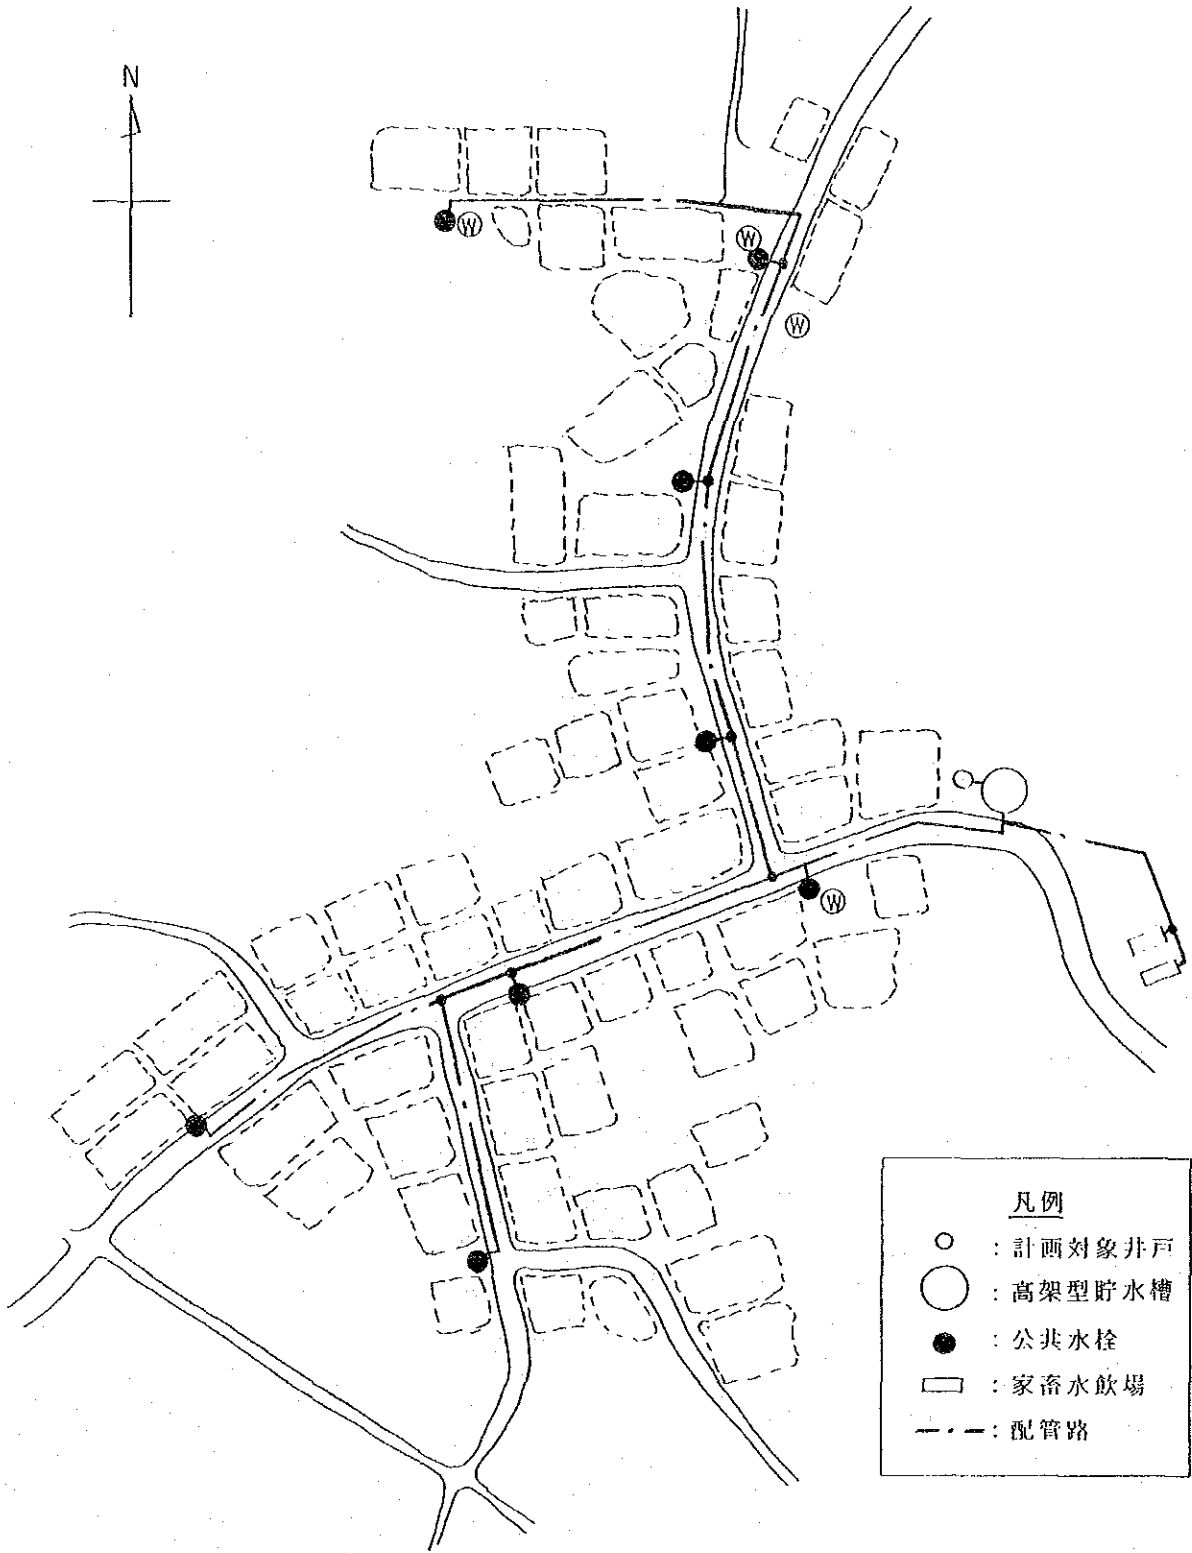 N
W
W
W
W
凡例
○ : 計画対象井戸
◯ : 高架型貯水槽
● : 公共水栓
▭ : 家畜水飲場
—・— : 配管路